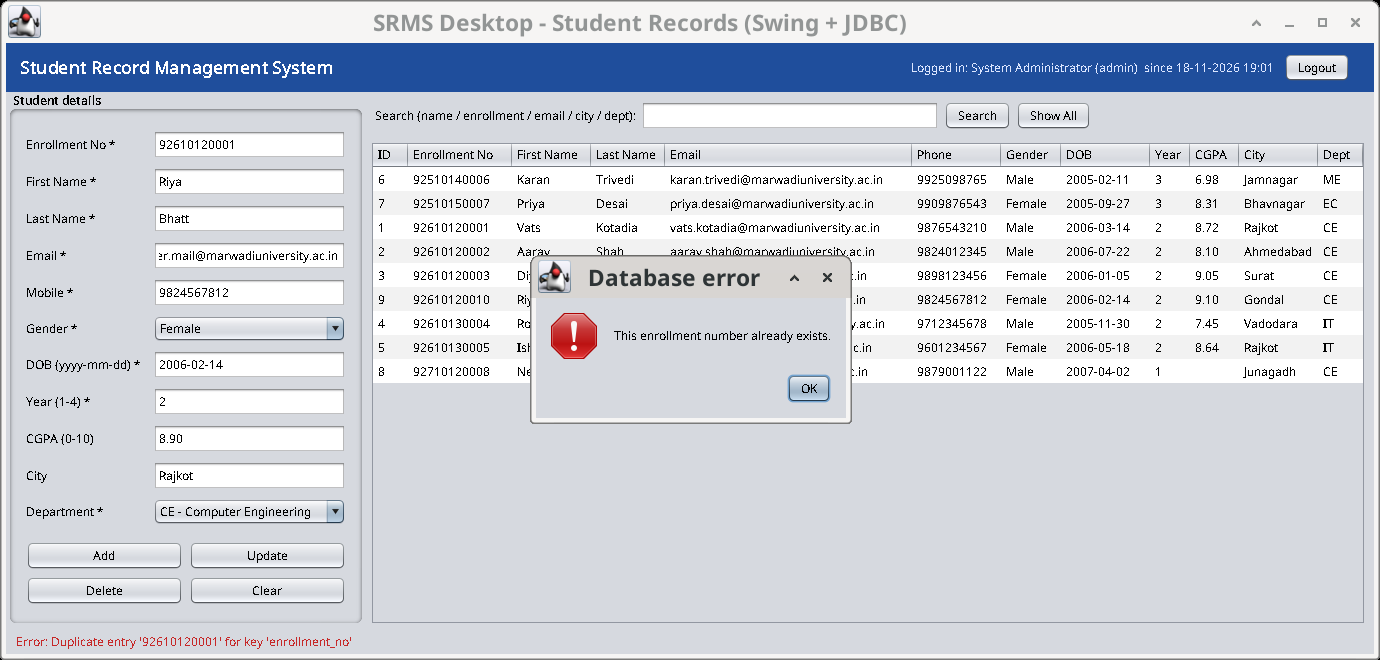 SRMS Desktop - Student Records (Swing + JDBC)
Student Record Management System
Logged in: System Administrator (admin) since 18-11-2026 19:01
Logout
Student details
Enrollment No * 92610120001
First Name * Riya
Last Name * Bhatt
Email * er.mail@marwadiuniversity.ac.in
Mobile * 9824567812
Gender * Female
DOB (yyyy-mm-dd) * 2006-02-14
Year (1-4) * 2
CGPA (0-10) 8.90
City Rajkot
Department * CE - Computer Engineering
Add Update
Delete Clear
Search (name / enrollment / email / city / dept): Search Show All
ID Enrollment No First Name Last Name Email Phone Gender DOB Year CGPA City Dept
6 92510140006 Karan Trivedi karan.trivedi@marwadiuniversity.ac.in 9925098765 Male 2005-02-11 3 6.98 Jamnagar ME
7 92510150007 Priya Desai priya.desai@marwadiuniversity.ac.in 9909876543 Female 2005-09-27 3 8.31 Bhavnagar EC
1 92610120001 Vats Kotadia vats.kotadia@marwadiuniversity.ac.in 9876543210 Male 2006-03-14 2 8.72 Rajkot CE
2 92610120002 Aarav Shah aarav.shah@marwadiuniversity.ac.in 9824012345 Male 2006-07-22 2 8.10 Ahmedabad CE
3 92610120003 Di 9898123456 Female 2006-01-05 2 9.05 Surat CE
9 92610120010 Riy .in 9824567812 Female 2006-02-14 2 9.10 Gondal CE
4 92610130004 Ro y.ac.in 9712345678 Male 2005-11-30 2 7.45 Vadodara IT
5 92610130005 Ish c.in 9601234567 Female 2006-05-18 2 8.64 Rajkot IT
8 92710120008 Ne c.in 9879001122 Male 2007-04-02 1 Junagadh CE
Database error
This enrollment number already exists.
OK
Error: Duplicate entry '92610120001' for key 'enrollment_no'